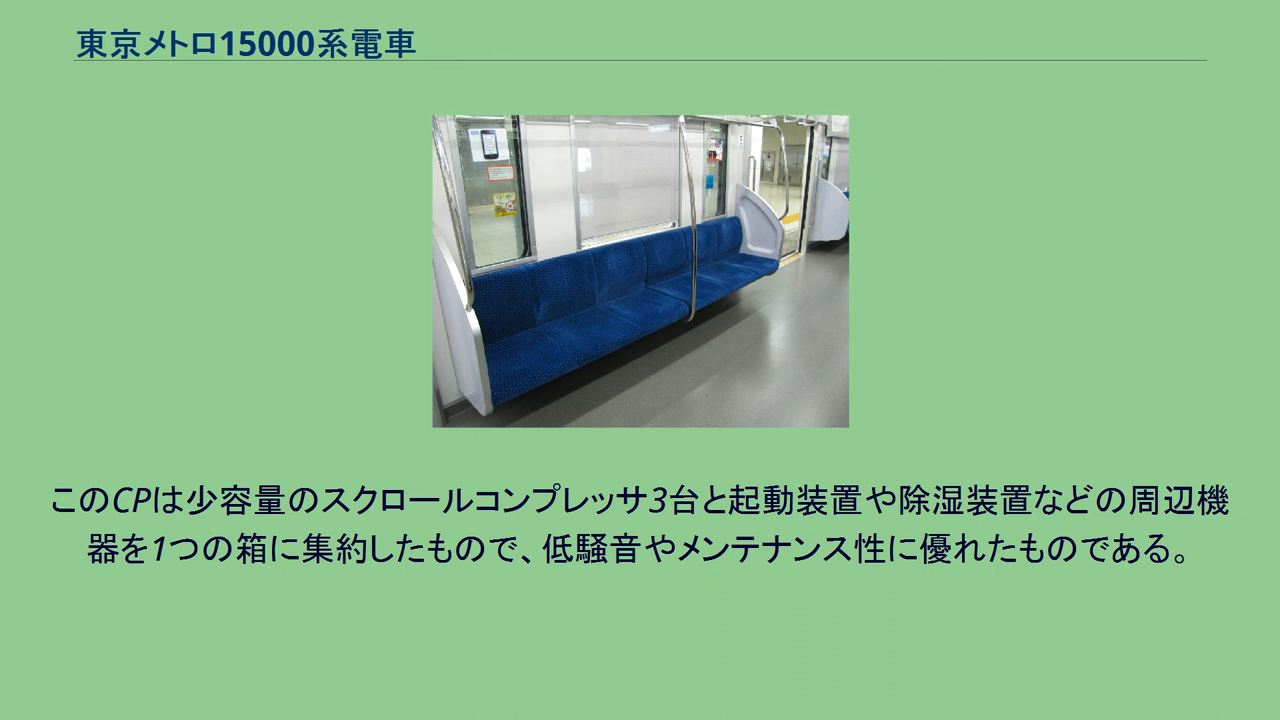 東京メトロ15000系電車
このCPは少容量のスクロールコンプレッサ3台と起動装置や除湿装置などの周辺機
器を1つの箱に集約したもので、低騒音やメンテナンス性に優れたものである。